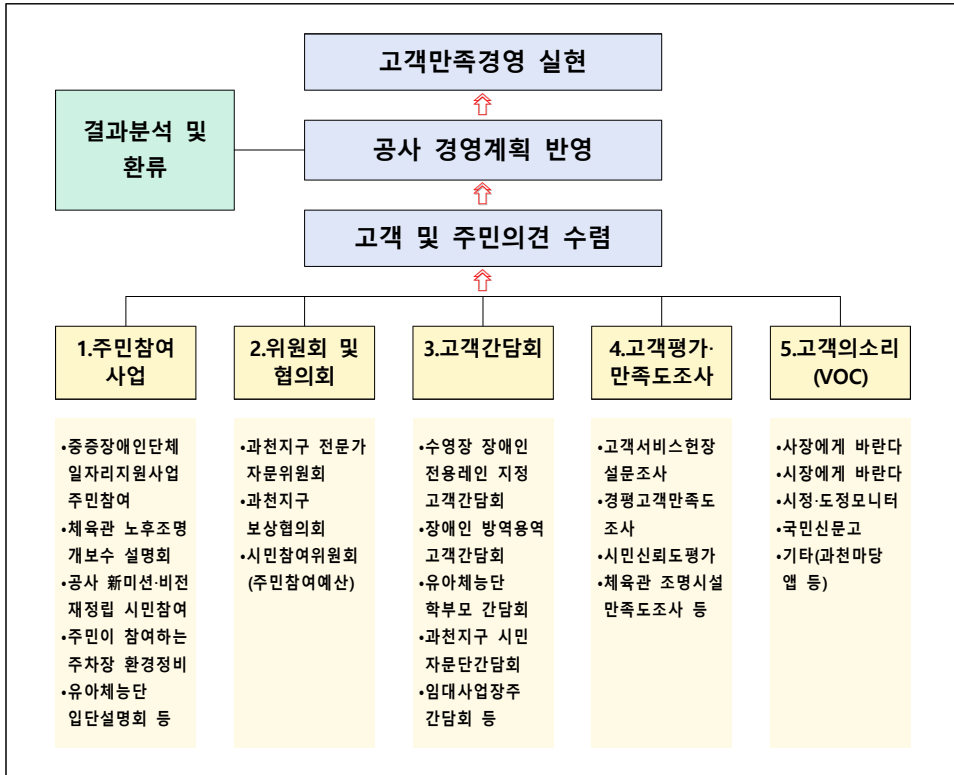 고객만족경영 실현
결과분석 및
환류
공사 경영계획 반영
고객 및 주민의견 수렴
1.주민참여
사업
2.위원회 및
협의회
3.고객간담회
4.고객평가·
만족도조사
5.고객의소리
(VOC)
•중증장애인단체
일자리지원사업
주민참여
•체육관 노후조명
개보수 설명회
•공사 新미션·비전
재정립 시민참여
•주민이 참여하는
주차장 환경정비
•유아체능단
입단설명회 등
•과천지구 전문가
자문위원회
•과천지구
보상협의회
•시민참여위원회
(주민참여예산)
•수영장 장애인
전용레인 지정
고객간담회
•장애인 방역용역
고객간담회
•유아체능단
학부모 간담회
•과천지구 시민
자문단간담회
•임대사업장주
간담회 등
•고객서비스헌장
설문조사
•경평고객만족도
조사
•시민신뢰도평가
•체육관 조명시설
만족도조사 등
•사장에게 바란다
•시장에게 바란다
•시정·도정모니터
•국민신문고
•기타(과천마당
앱 등)